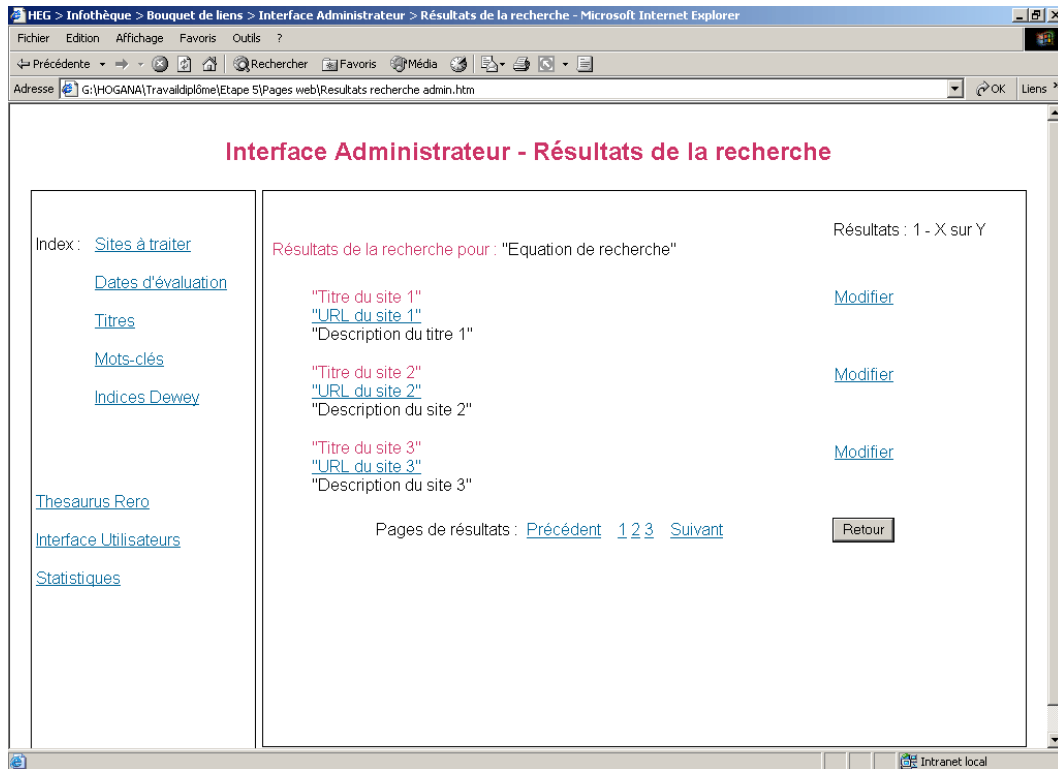 HEG > Infothèque > Bouquet de liens > Interface Administrateur > Résultats de la recherche - Microsoft Internet Explorer
Fichier Edition Affichage Favoris Outils ?
Précédente Rechercher Favoris Média
Adresse G:\HOGANA\Travaildiplôme\Etape 5\Pages web\Resultats recherche admin.htm OK Liens »
Interface Administrateur - Résultats de la recherche
Résultats : 1 - X sur Y
Index : Sites à traiter
Résultats de la recherche pour : "Equation de recherche"
Dates d'évaluation
Titres
Mots-clés
Indices Dewey
Thesaurus Rero
Interface Utilisateurs
Statistiques
"Titre du site 1" Modifier
"URL du site 1"
"Description du titre 1"
"Titre du site 2" Modifier
"URL du site 2"
"Description du site 2"
"Titre du site 3" Modifier
"URL du site 3"
"Description du site 3"
Pages de résultats : Précédent 1 2 3 Suivant Retour
Intranet local